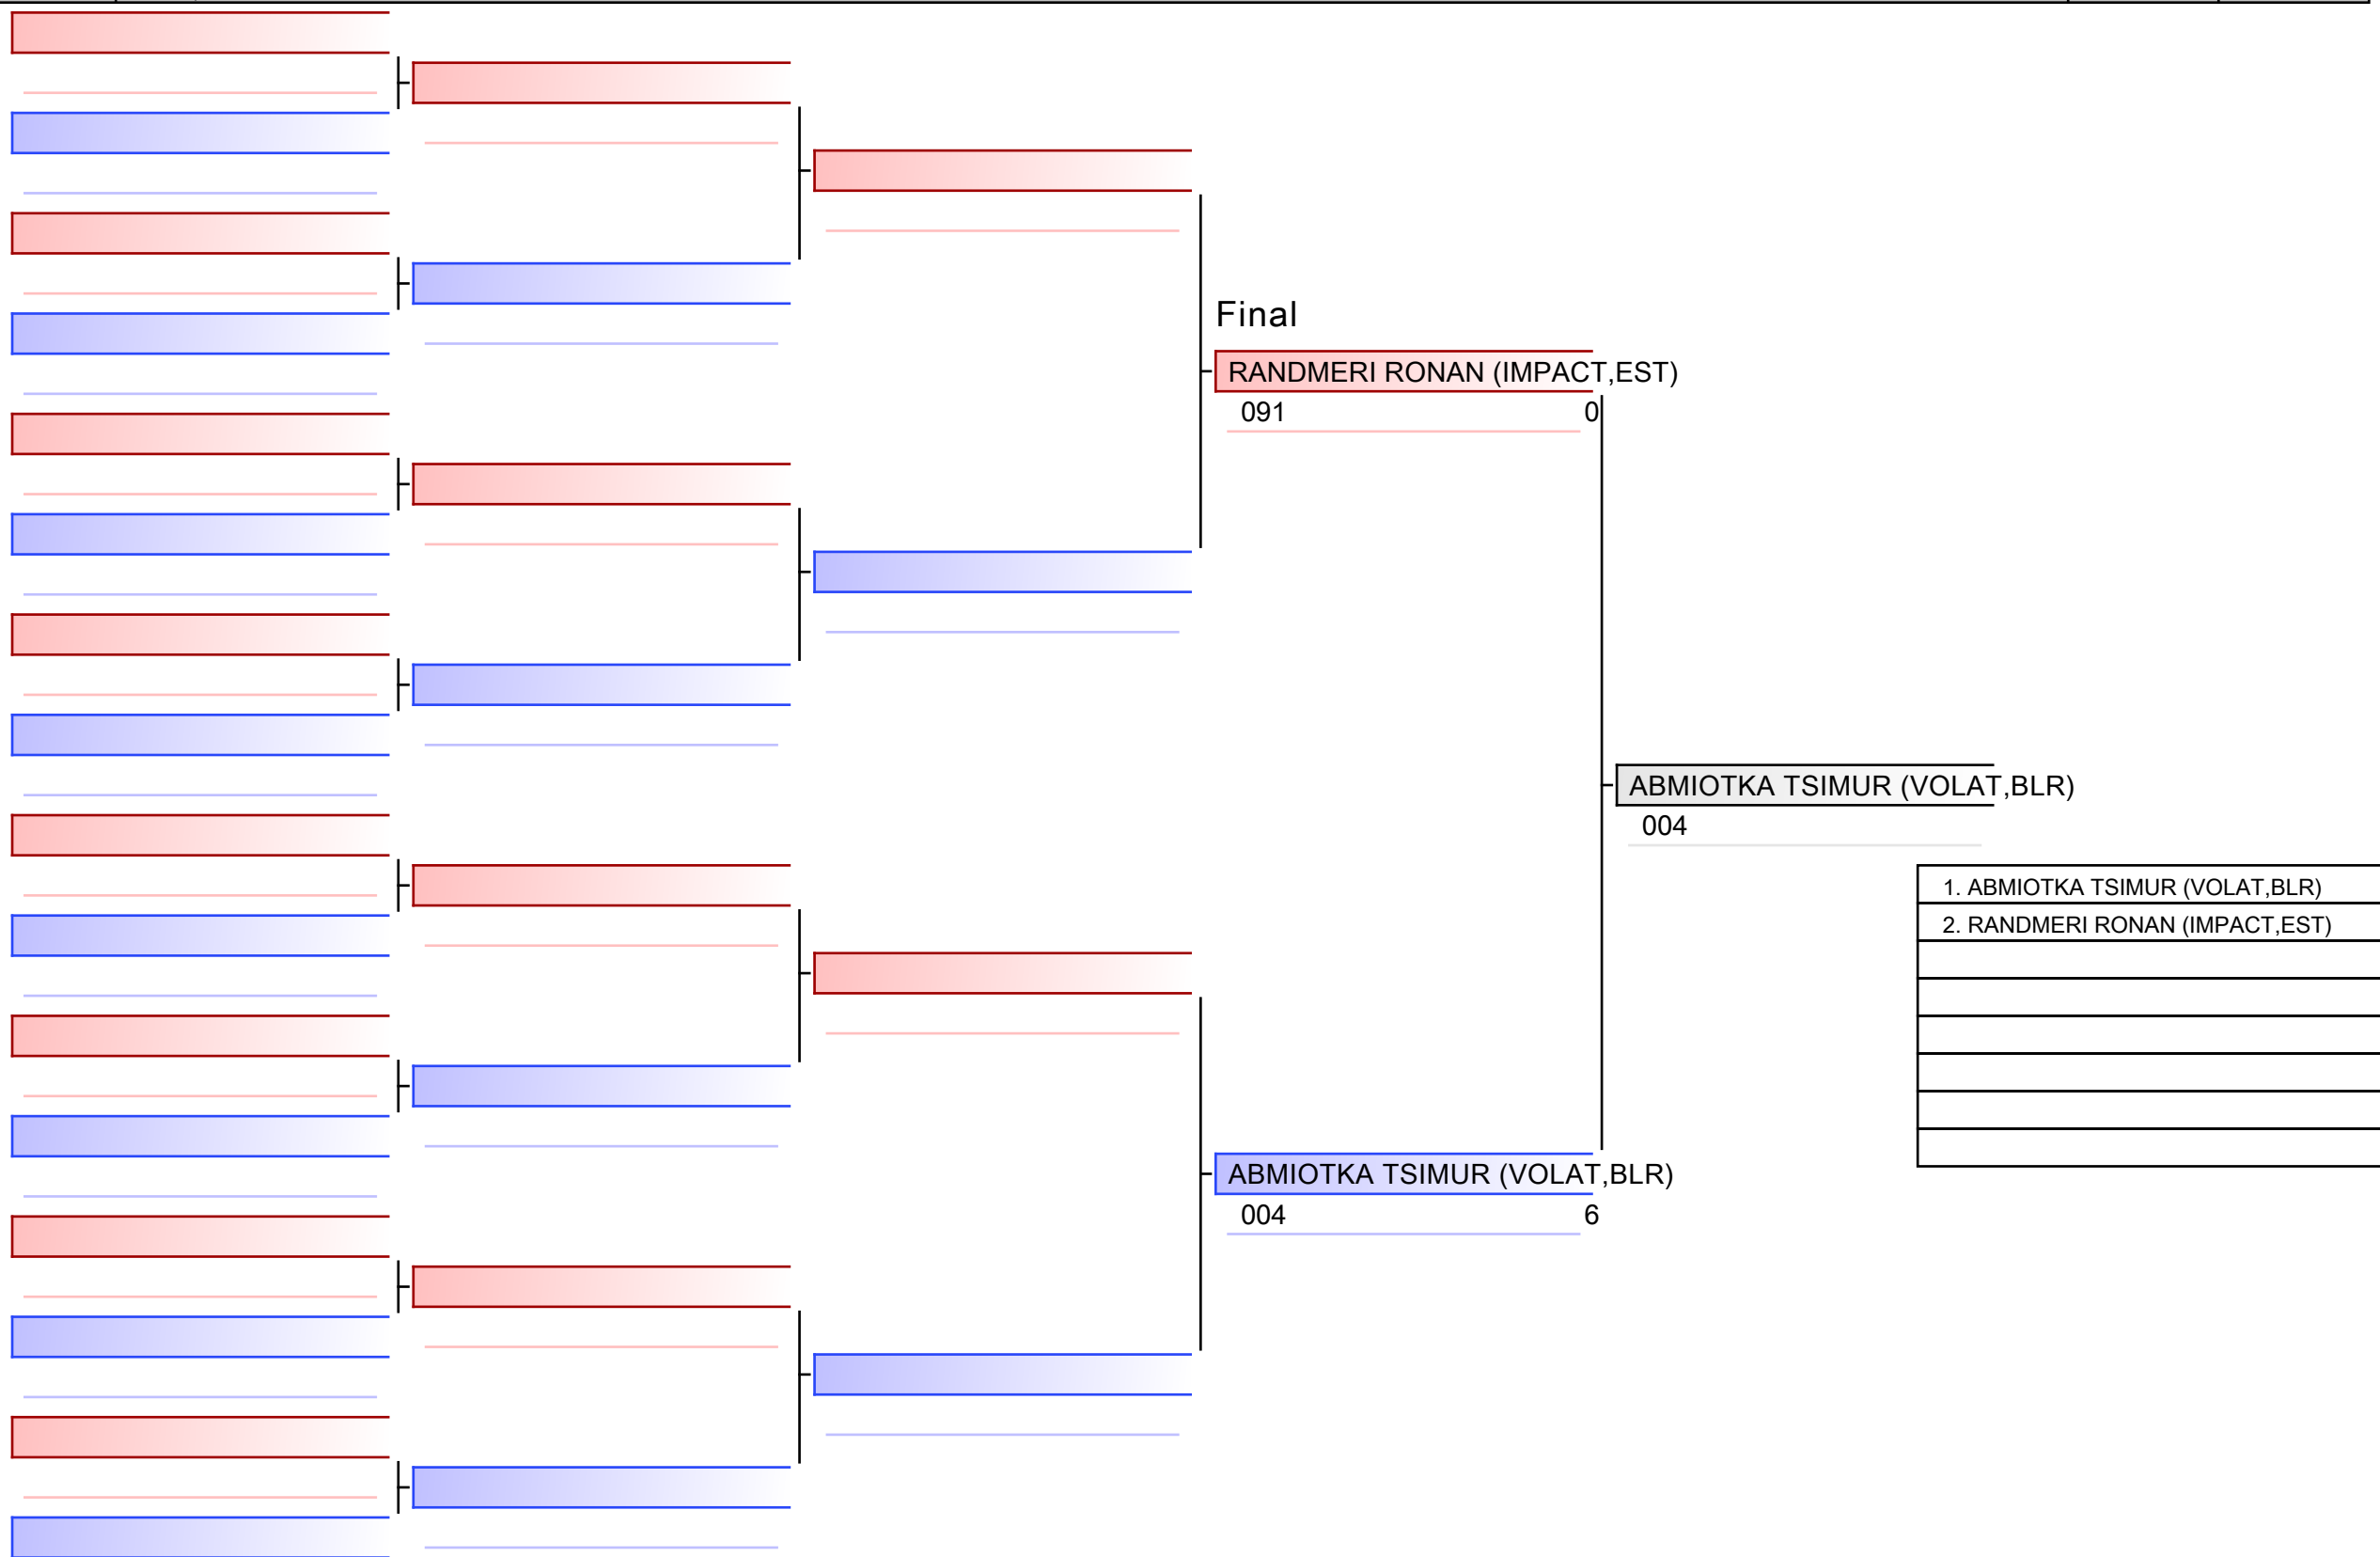 Final
RANDMERI RONAN (IMPACT,EST)
091 0
ABMIOTKA TSIMUR (VOLAT,BLR)
004
1. ABMIOTKA TSIMUR (VOLAT,BLR)
2. RANDMERI RONAN (IMPACT,EST)
ABMIOTKA TSIMUR (VOLAT,BLR)
004 6